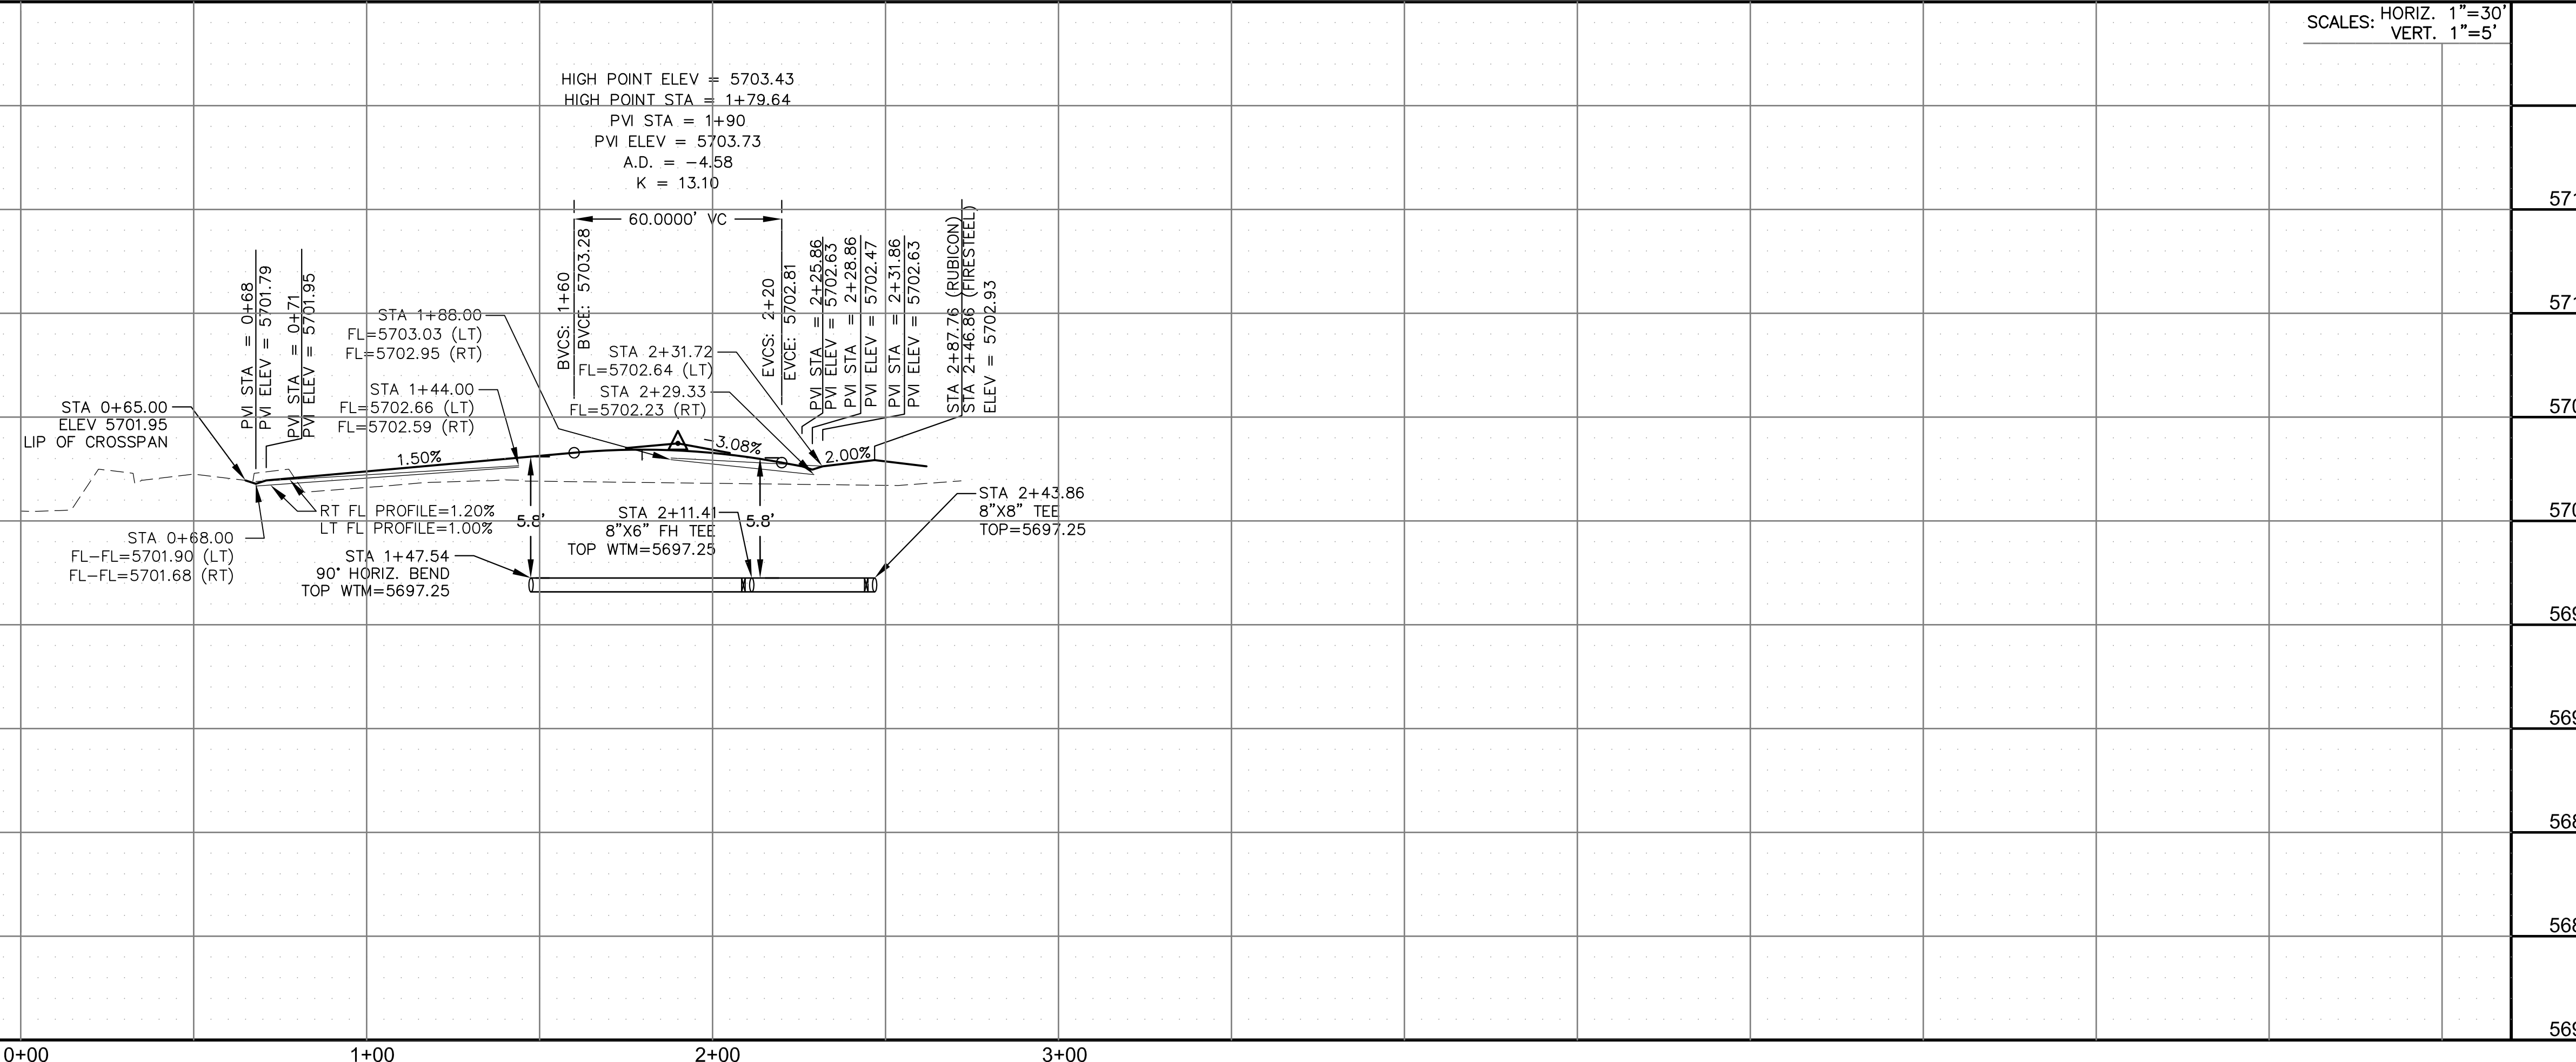 SCALES: HORIZ. 1"=30'
VERT. 1"=5'
HIGH POINT ELEV = 5703.43
HIGH POINT STA = 1+79.64
PVI STA = 1+90
PVI ELEV = 5703.73
A.D. = -4.58
K = 13.10
60.0000' VC
BVCS: 1+60
BVCE: 5703.28
EVCS: 2+20
EVCE: 5702.81
PVI STA = 0+68
PVI ELEV = 5701.79
PVI STA = 0+71
PVI ELEV = 5701.95
PVI STA = 2+25.86
PVI ELEV = 5702.63
PVI STA = 2+28.86
PVI ELEV = 5702.47
PVI STA = 2+31.86
PVI ELEV = 5702.63
STA 2+87.76 (RUBICON)
STA 2+46.86 (FIRESTEEL)
ELEV = 5702.93
STA 1+88.00
FL=5703.03 (LT)
FL=5702.95 (RT)
STA 1+44.00
FL=5702.66 (LT)
FL=5702.59 (RT)
STA 2+31.72
FL=5702.64 (LT)
STA 2+29.33
FL=5702.23 (RT)
STA 0+65.00
ELEV 5701.95
LIP OF CROSSPAN
1.50%
-3.08%
2.00%
RT FL PROFILE=1.20%
LT FL PROFILE=1.00%
STA 0+68.00
FL-FL=5701.90 (LT)
FL-FL=5701.68 (RT)
STA 1+47.54
90° HORIZ. BEND
TOP WTM=5697.25
5.8'
STA 2+11.41
8"X6" FH TEE
TOP WTM=5697.25
5.8'
STA 2+43.86
8"X8" TEE
TOP=5697.25
571
571
570
570
569
569
568
568
569
0+00
1+00
2+00
3+00